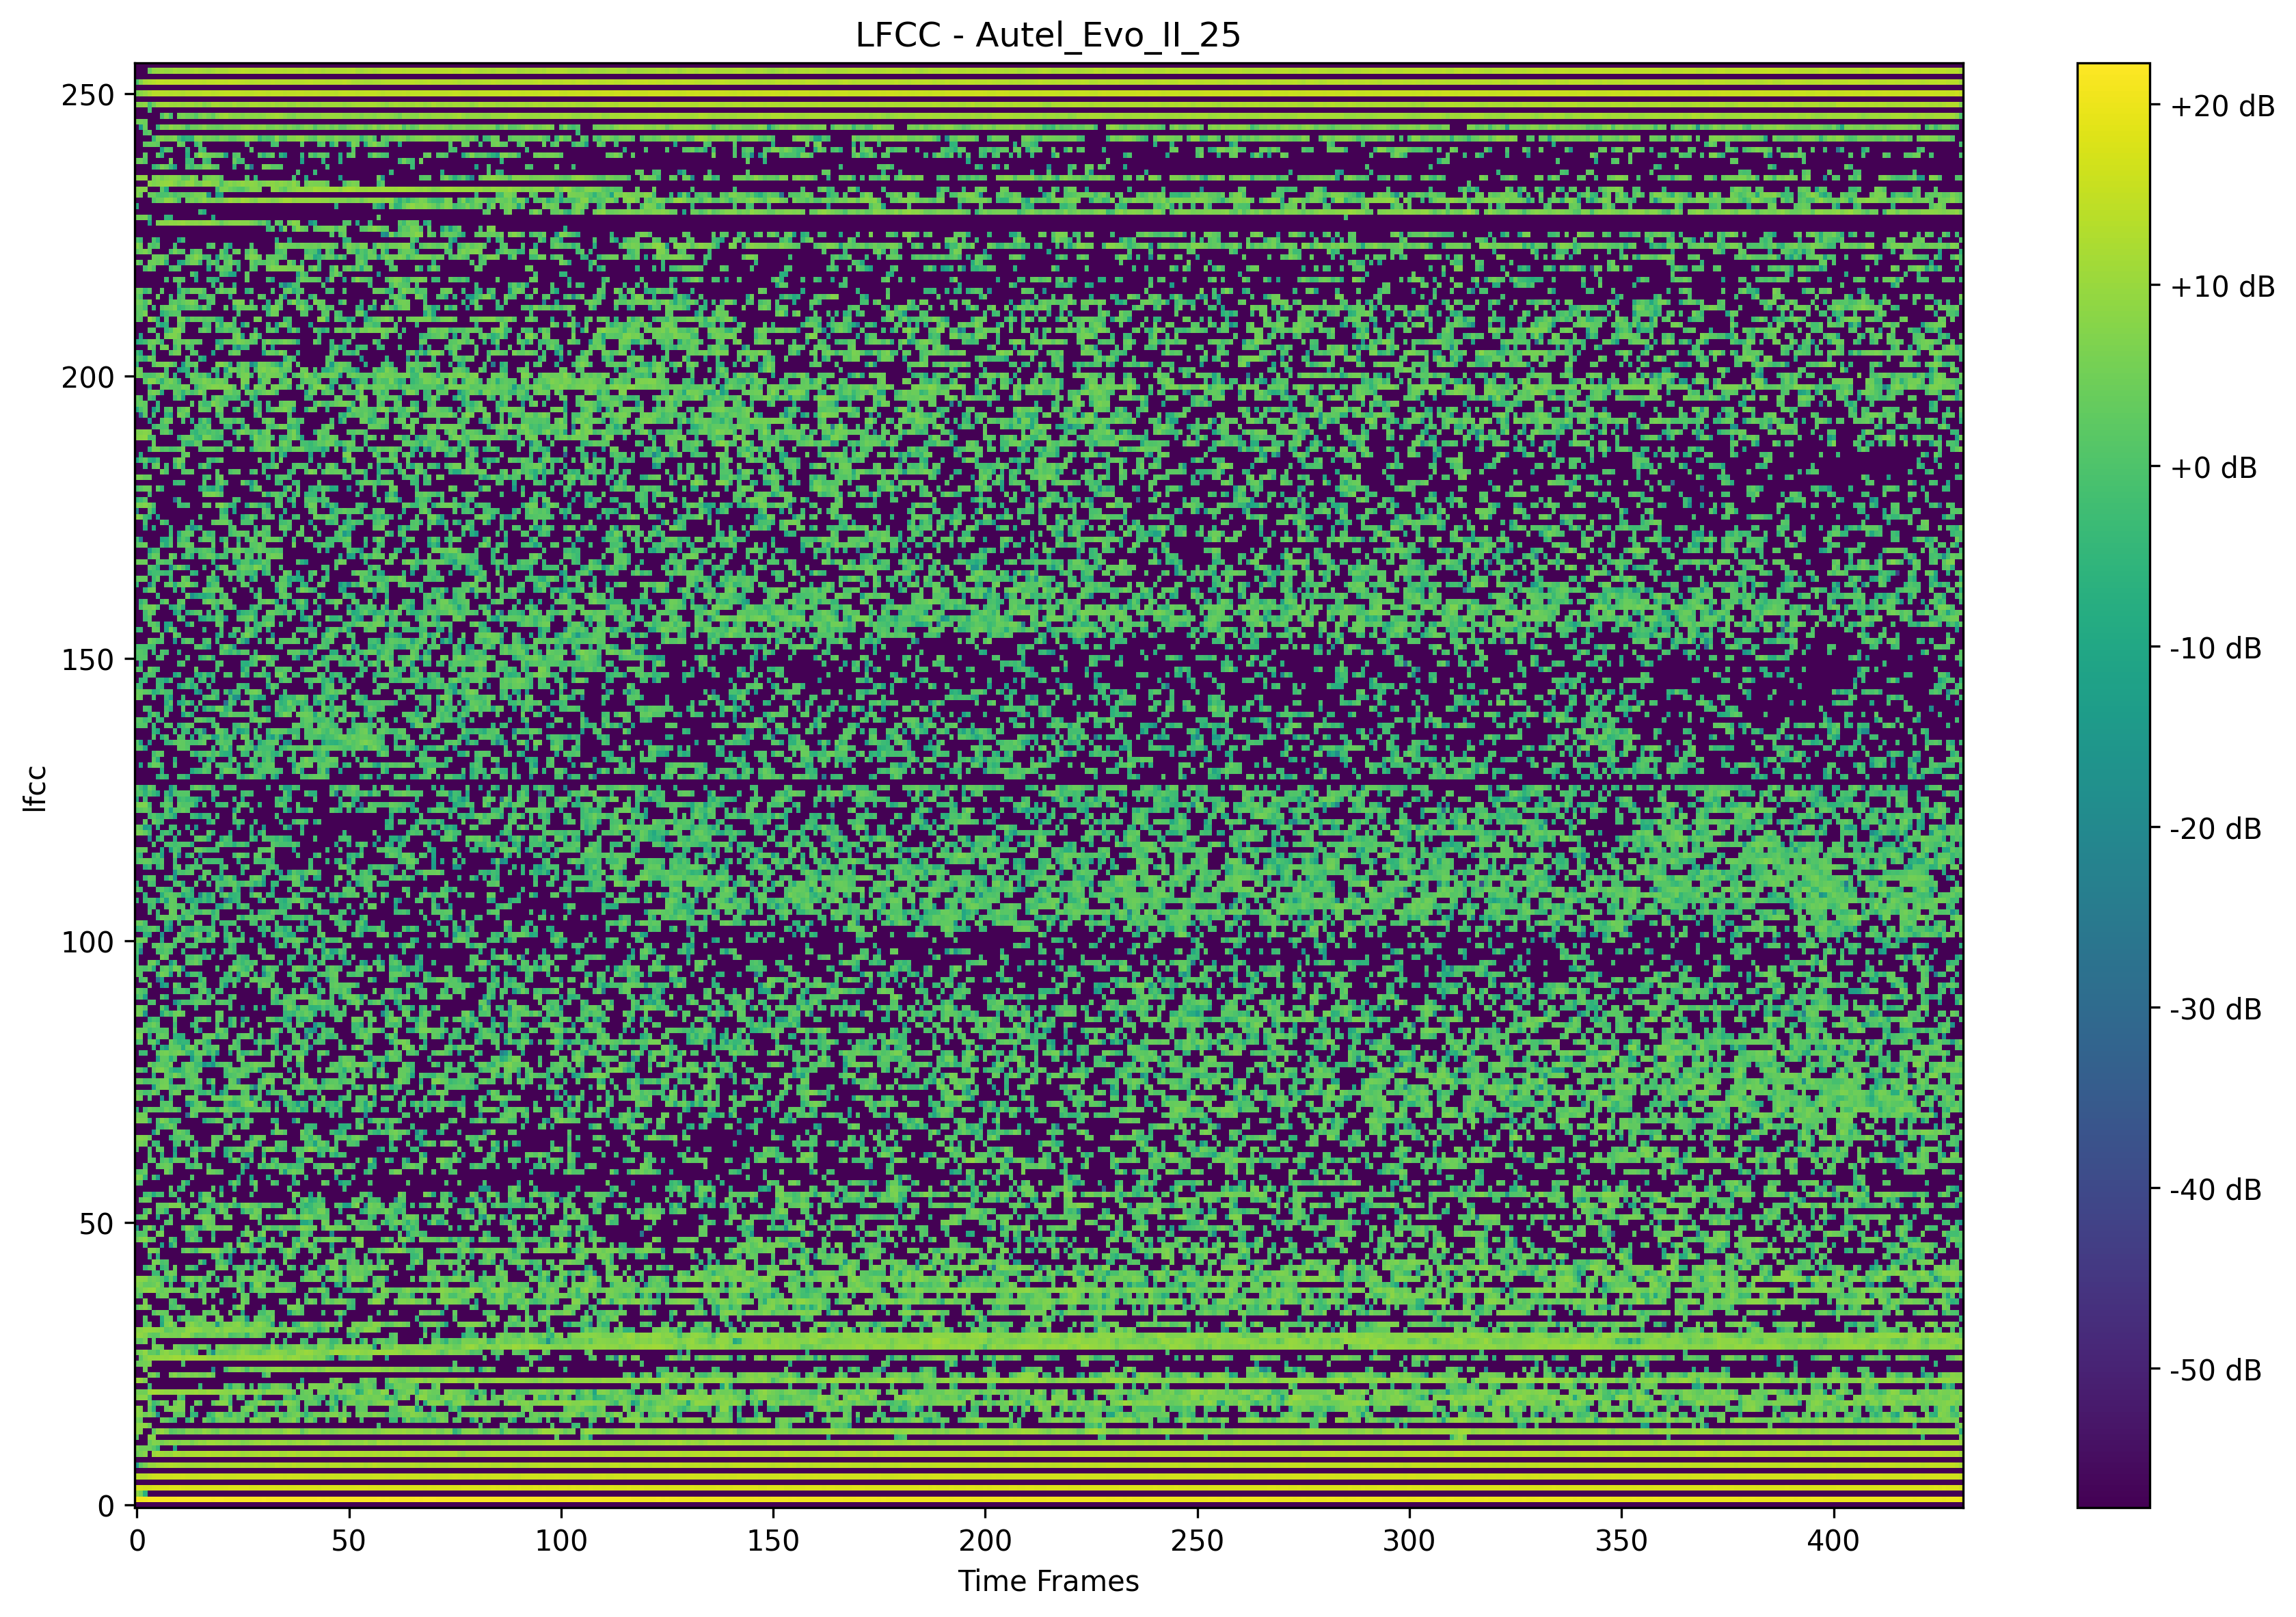 LFCC - Autel_Evo_II_25
lfcc
250
200
150
100
50
0
0 50 100 150 200 250 300 350 400
Time Frames
+20 dB
+10 dB
+0 dB
-10 dB
-20 dB
-30 dB
-40 dB
-50 dB